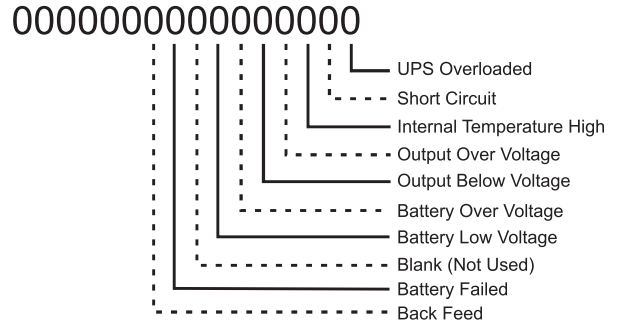 0000000000000000
UPS Overloaded
Short Circuit
Internal Temperature High
Output Over Voltage
Output Below Voltage
Battery Over Voltage
Battery Low Voltage
Blank (Not Used)
Battery Failed
Back Feed